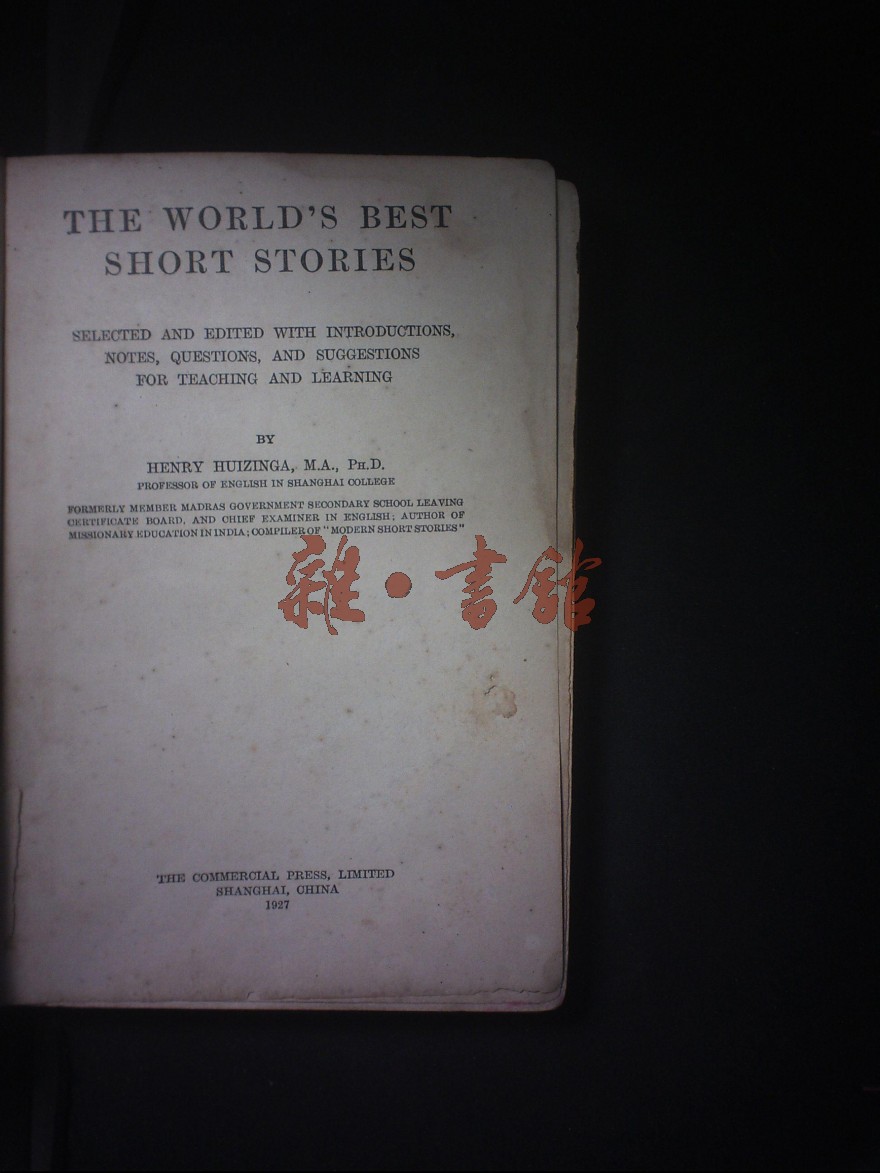 THE WORLD'S BEST
SHORT STORIES
SELECTED AND EDITED WITH INTRODUCTIONS,
NOTES, QUESTIONS, AND SUGGESTIONS
FOR TEACHING AND LEARNING
BY
HENRY HUIZINGA, M.A., PH.D.
PROFESSOR OF ENGLISH IN SHANGHAI COLLEGE
FORMERLY MEMBER MADRAS GOVERNMENT SECONDARY SCHOOL LEAVING
CERTIFICATE BOARD, AND CHIEF EXAMINER IN ENGLISH; AUTHOR OF
MISSIONARY EDUCATION IN INDIA; COMPILER OF "MODERN SHORT STORIES"
雜•書館
THE COMMERCIAL PRESS, LIMITED
SHANGHAI, CHINA
1927